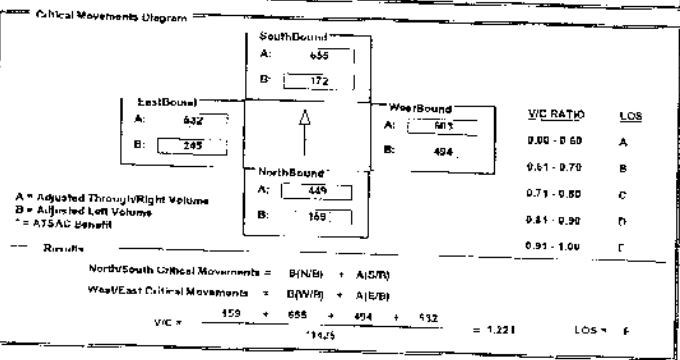 Critical Movements Diagram
SouthBound
A: 655
B: 172
EastBound
A: 632
B: 245
WestBound
A: 603
B: 494
NorthBound
A: 449
B: 159
V/C RATIO LOS
0.00 - 0.60 A
0.61 - 0.70 B
0.71 - 0.80 C
0.81 - 0.90 D
0.91 - 1.00 E
A = Adjusted Through/Right Volume
B = Adjusted Left Volume
* = ATSAC Benefit
Results
North/South Critical Movements = B(N/B) + A(S/B)
West/East Critical Movements = B(W/B) + A(E/B)
159 + 655 + 494 + 632
V/C = = 1.221 LOS = F